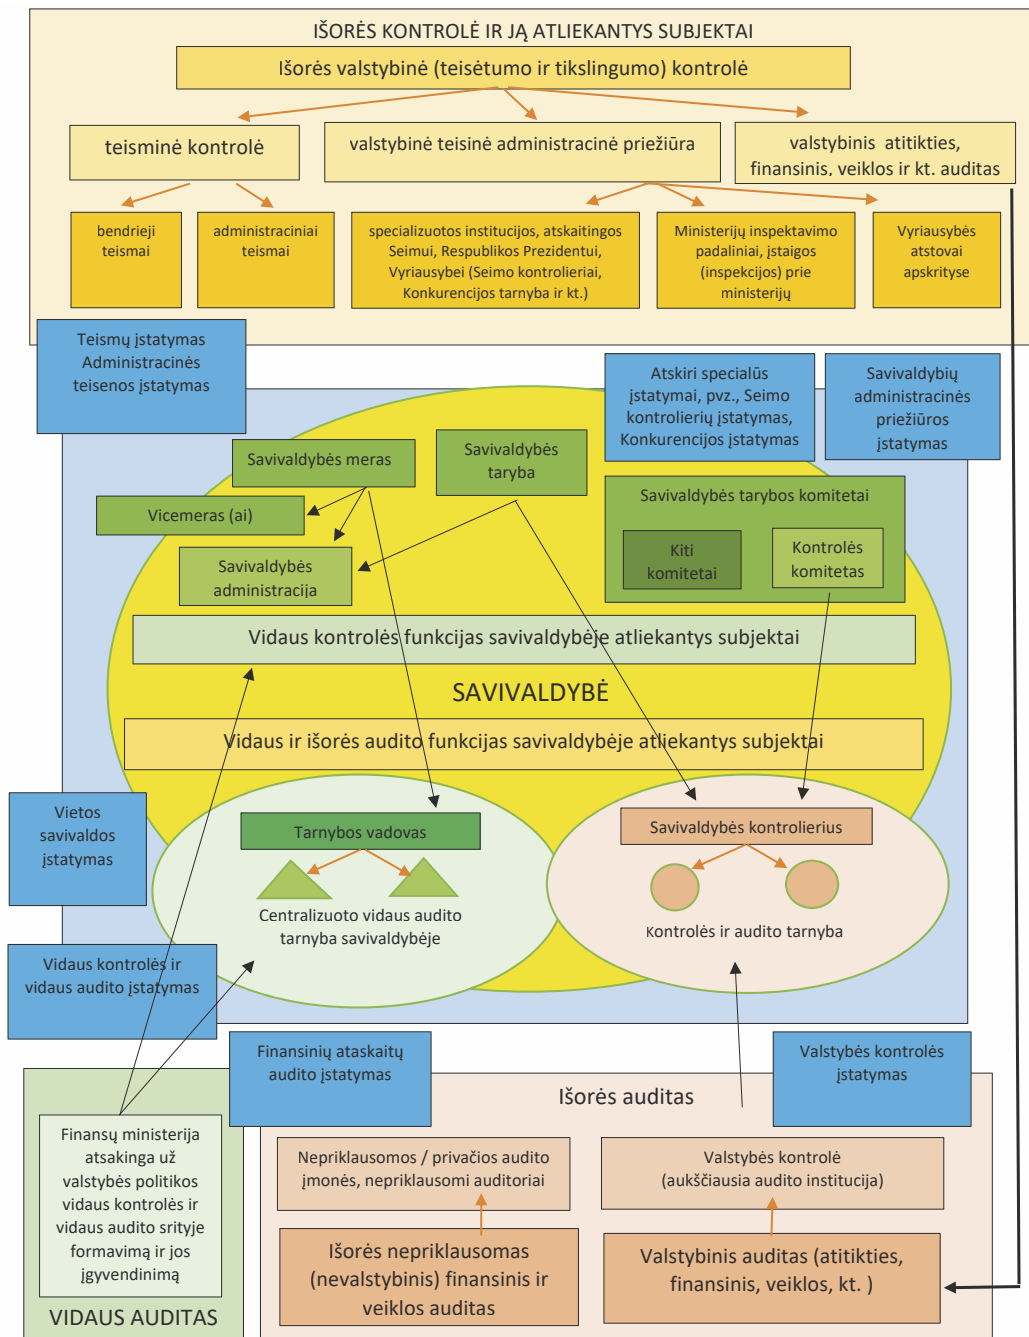 IŠORĖS KONTROLĖ IR JĄ ATLIEKANTYS SUBJEKTAI
Išorės valstybinė (teisėtumo ir tikslingumo) kontrolė
teisminė kontrolė
valstybinė teisinė administracinė priežiūra
valstybinis atitikties,
finansinis, veiklos ir kt. auditas
bendrieji
teismai
administraciniai
teismai
specializuotos institucijos, atskaitingos
Seimui, Respulikos Prezidentui,
Vyriausybei (Seimo kontrolieriai,
Konkurencijos tarnyba ir kt.)
Ministerijų inspektavimo
padaliniai, įstaigos
(inspekcijos) prie
ministerijų
Vyriausybės
atstovai
apskrityse
Teismų įstatymas
Administracinės
teisenos įstatymas
Atskiri specialūs
įstatymai, pvz., Seimo
kontrolierių įstatymas,
Konkurencijos įstatymas
Savivaldybių
administracinės
priežiūros
įstatymas
Savivaldybės meras
Savivaldybės
taryba
Vicemeras (ai)
Savivaldybės
administracija
Savivaldybės tarybos komitetai
Kiti
komitetai
Kontrolės
komitetas
Vidaus kontrolės funkcijas savivaldybėje atliekantys subjektai
SAVIVALDYBĖ
Vidaus ir išorės audito funkcijas savivaldybėje atliekantys subjektai
Vietos
savivaldos
įstatymas
Tarnybos vadovas
Centralizuoto vidaus audito
tarnyba savivaldybėje
Savivaldybės kontrolierius
Kontrolės ir audito tarnyba
Vidaus kontrolės ir
vidaus audito įstatymas
Finansinių ataskaitų
audito įstatymas
Valstybės kontrolės
įstatymas
Finansų ministerija
atsakinga už
valstybės politikos
vidaus kontrolės ir
vidaus audito srityje
formavimą ir jos
įgyvendinimą
VIDAUS AUDITAS
Išorės auditas
Nepriklausomos / privačios audito
įmonės, nepriklausomi auditoriai
Valstybės kontrolė
(aukščiausia audito institucija)
Išorės nepriklausomas
(nevalstybinis) finansinis ir
veiklos auditas
Valstybinis auditas (atitikties,
finansinis, veiklos, kt. )